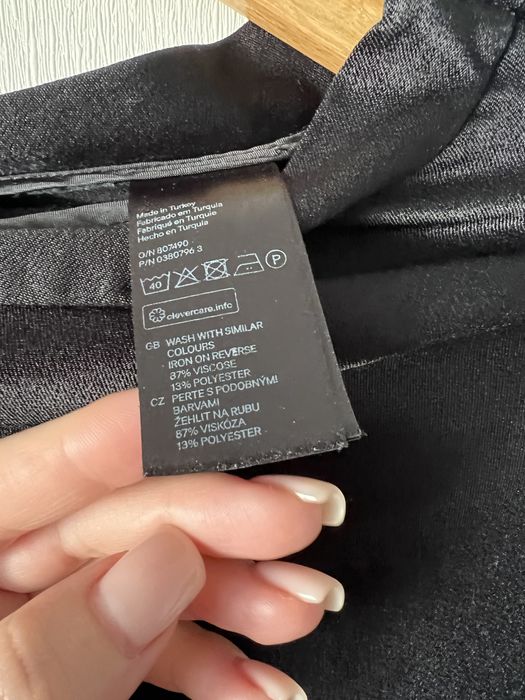 Made in Turkey
Fabricado em Turquia
Fabriqué en Turquie
Hecho en Turquía
O/N 807490
P/N 0380796 3
40 P
clevercare.info
GB WASH WITH SIMILAR
COLOURS
IRON ON REVERSE
87% VISCOSE
13% POLYESTER
CZ PERTE S PODOBNÝMI
BARVAMI
ŽEHLIT NA RUBU
87% VISKÓZA
13% POLYESTER